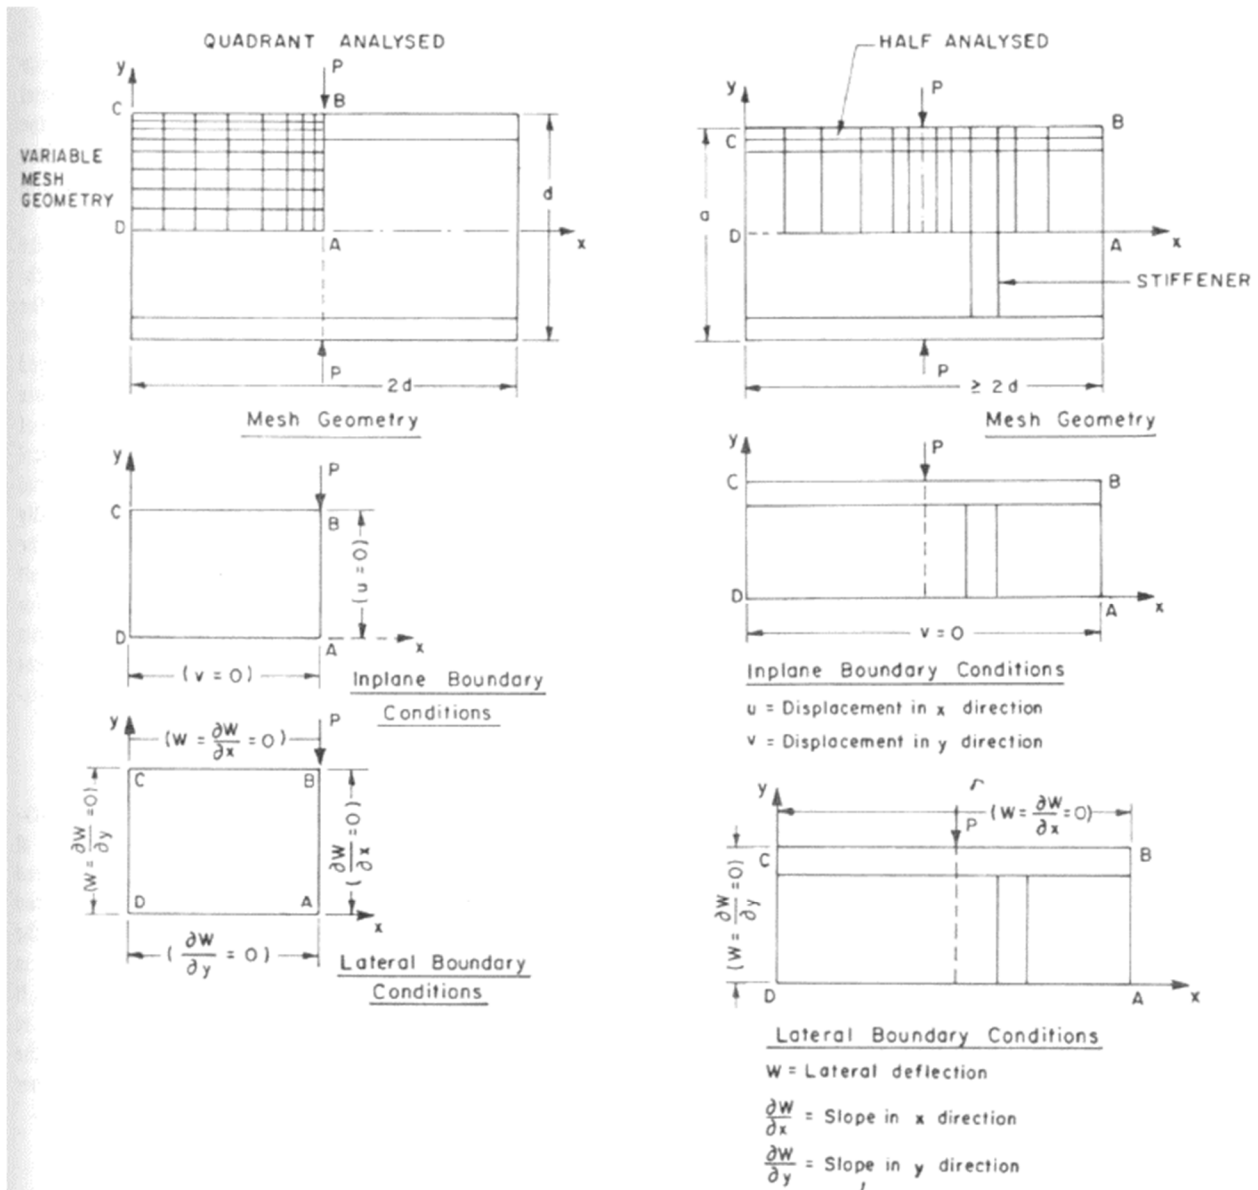 QUADRANT ANALYSED
y
P
C
B
VARIABLE
MESH
GEOMETRY
d
D
A
x
P
2d
Mesh Geometry
y
P
C
B
(u = 0)
D
A
x
(v = 0)
Inplane Boundary
Conditions
y
P
(W = ∂W/∂x = 0)
C
B
(W = ∂W/∂y = 0)
(∂W/∂x = 0)
D
A
x
(∂W/∂y = 0)
Lateral Boundary
Conditions
HALF ANALYSED
y
P
B
C
a
D
A
x
STIFFENER
P
≥ 2d
Mesh Geometry
y
P
C
B
D
A
x
v = 0
Inplane Boundary Conditions
u = Displacement in x direction
v = Displacement in y direction
y
P
(W = ∂W/∂x = 0)
C
B
(W = ∂W/∂y = 0)
D
A
x
Lateral Boundary Conditions
W = Lateral deflection
∂W/∂x = Slope in x direction
∂W/∂y = Slope in y direction